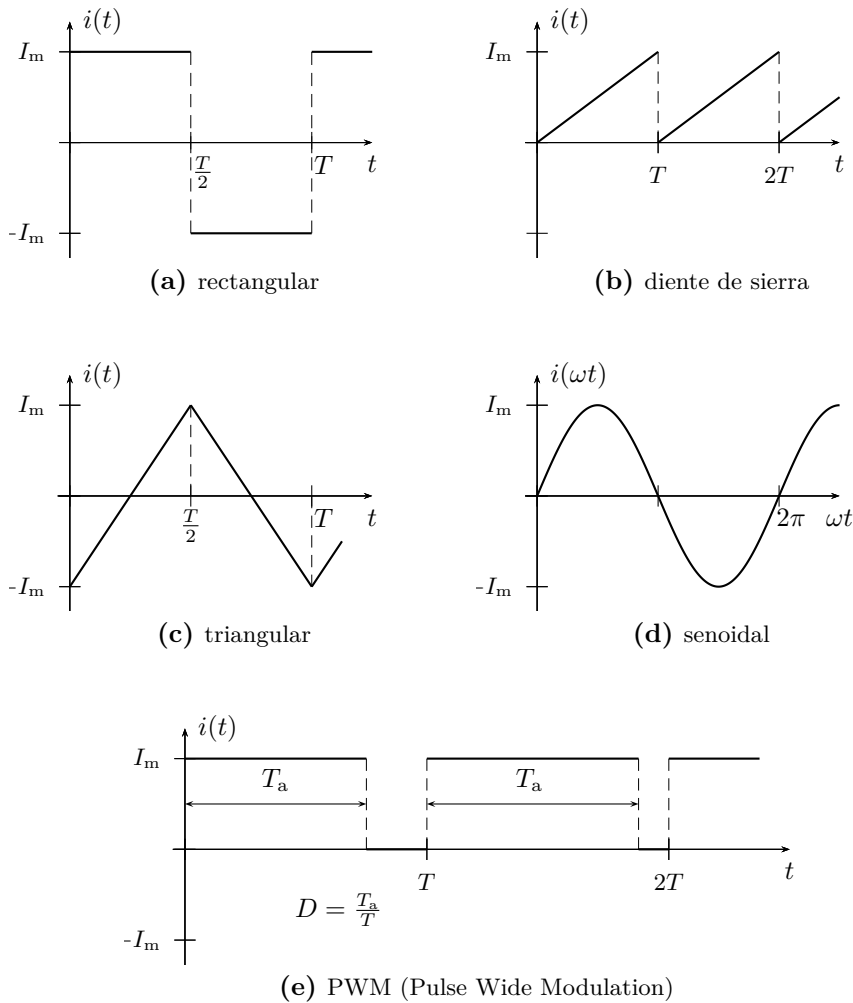 i(t)
I_m
T/2
T
t
-I_m
(a) rectangular
i(t)
I_m
T
2T
t
-I_m
(b) diente de sierra
i(t)
I_m
T/2
T
t
-I_m
(c) triangular
i(ωt)
I_m
2π
ωt
-I_m
(d) senoidal
i(t)
I_m
T_a
T_a
T
2T
t
D = T_a/T
-I_m
(e) PWM (Pulse Wide Modulation)